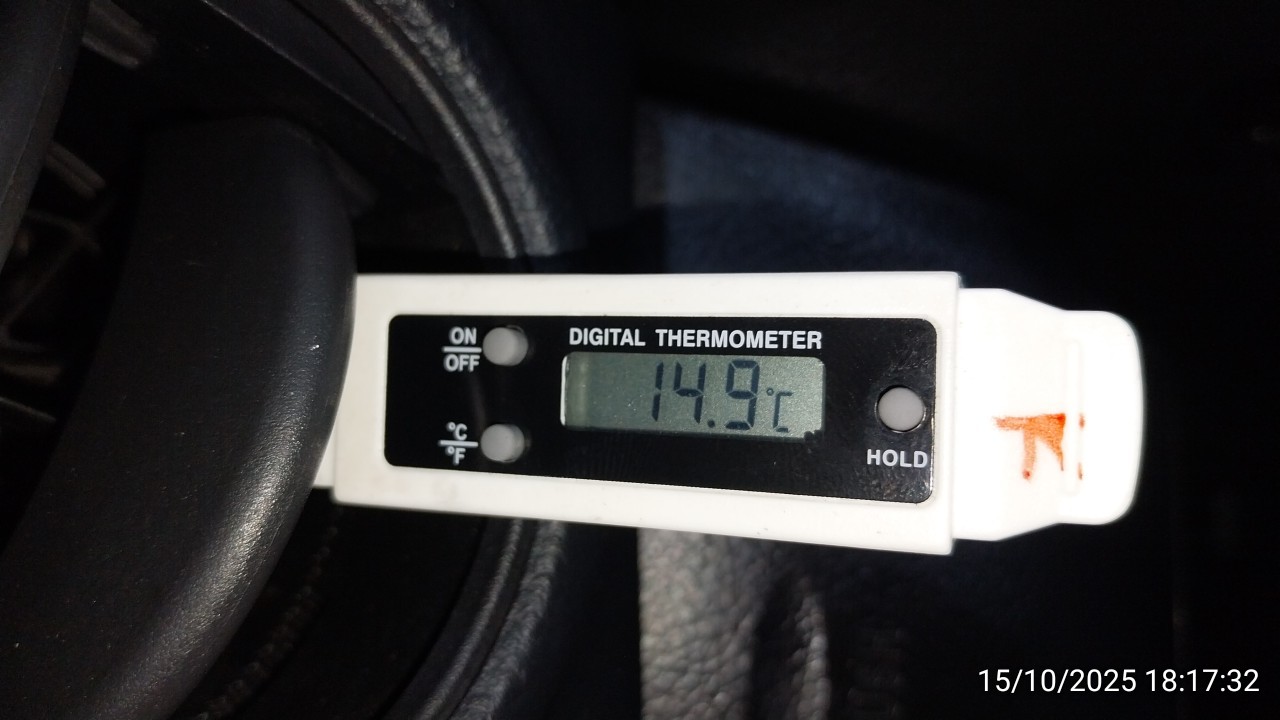 ON
OFF
DIGITAL THERMOMETER
14.9°C
°C
°F
HOLD
15/10/2025 18:17:32